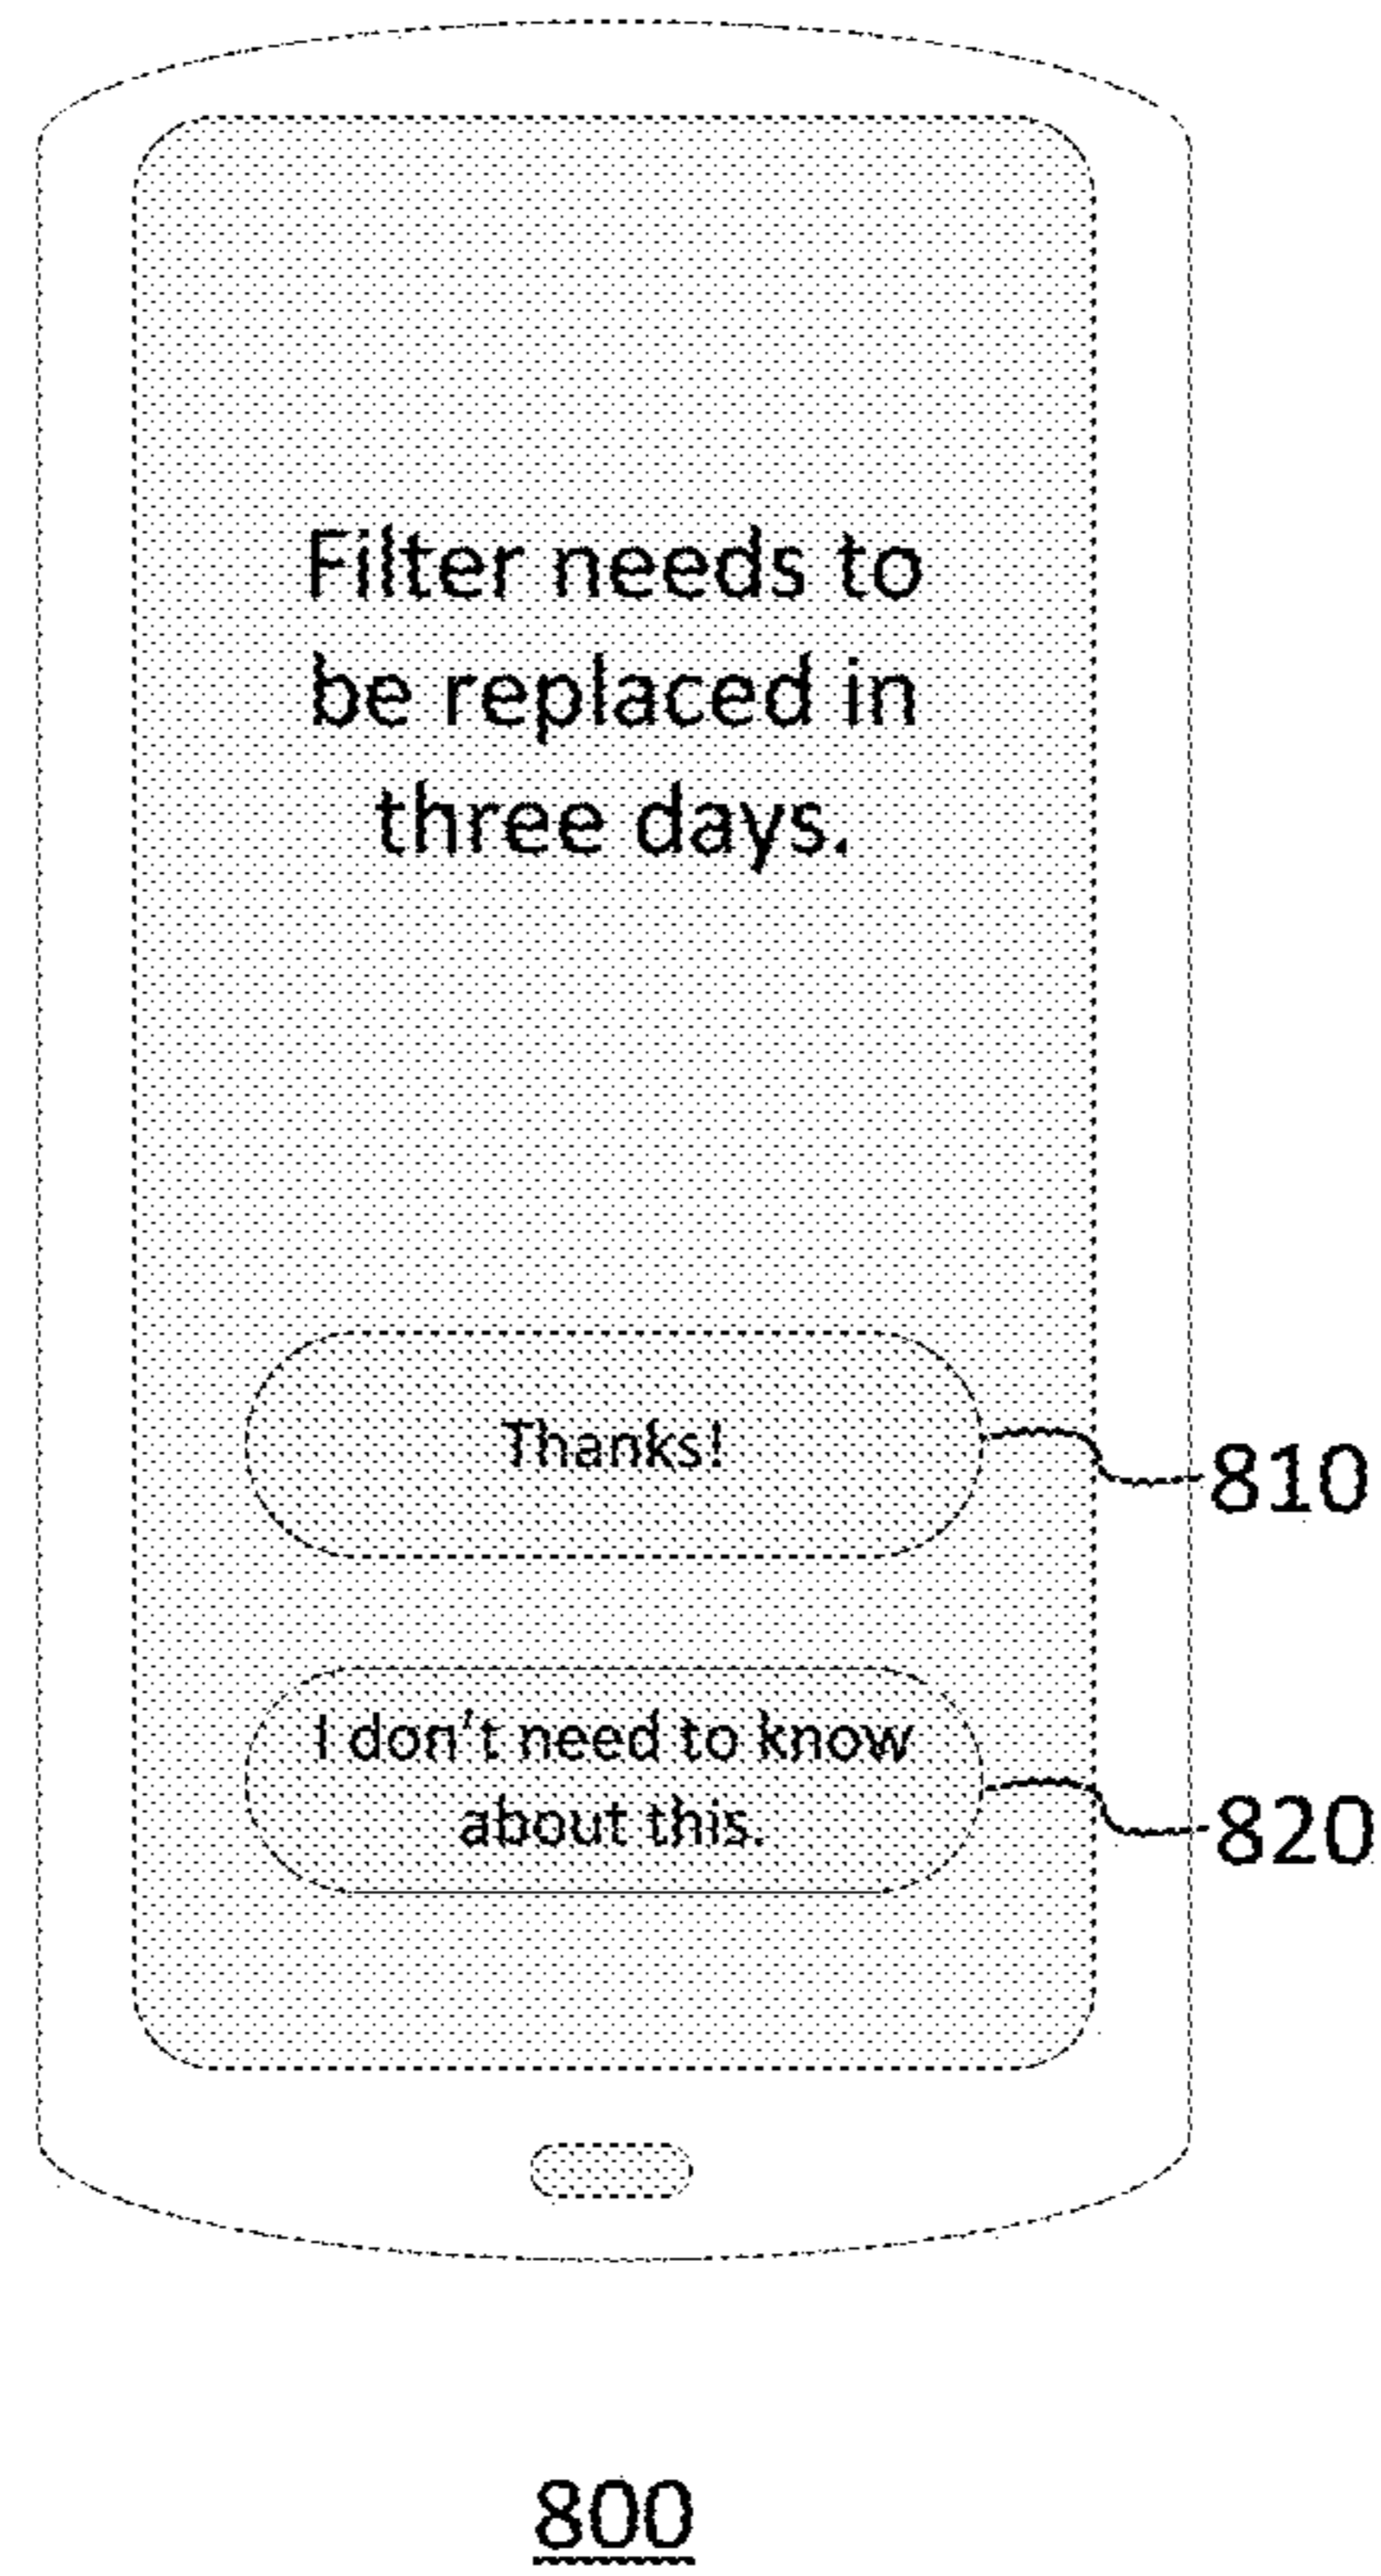 Filter needs to
be replaced in
three days.
Thanks!
810
I don't need to know
about this.
820
800